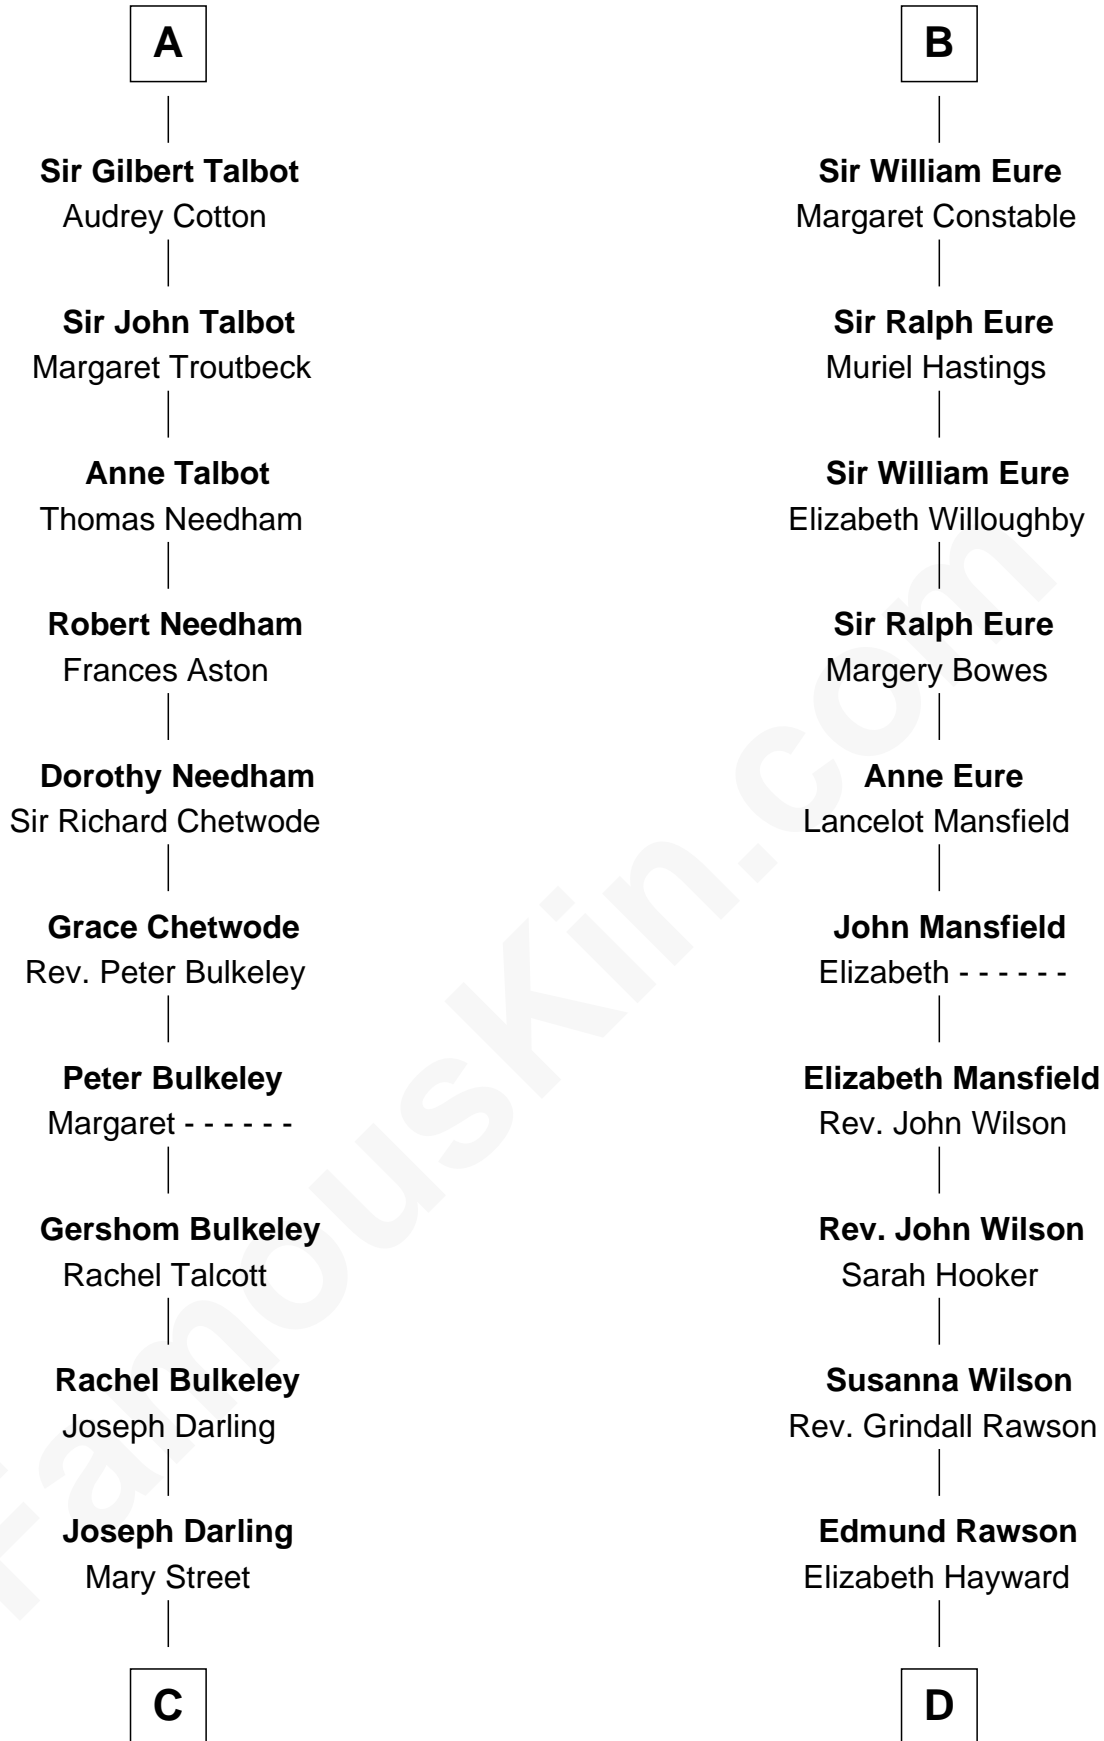 A
Sir Gilbert Talbot
Audrey Cotton
Sir John Talbot
Margaret Troutbeck
Anne Talbot
Thomas Needham
Robert Needham
Frances Aston
Dorothy Needham
Sir Richard Chetwode
Grace Chetwode
Rev. Peter Bulkeley
Peter Bulkeley
Margaret - - - - - -
Gershom Bulkeley
Rachel Talcott
Rachel Bulkeley
Joseph Darling
Joseph Darling
Mary Street
C
B
Sir William Eure
Margaret Constable
Sir Ralph Eure
Muriel Hastings
Sir William Eure
Elizabeth Willoughby
Sir Ralph Eure
Margery Bowes
Anne Eure
Lancelot Mansfield
John Mansfield
Elizabeth - - - - - -
Elizabeth Mansfield
Rev. John Wilson
Rev. John Wilson
Sarah Hooker
Susanna Wilson
Rev. Grindall Rawson
Edmund Rawson
Elizabeth Hayward
D
FamousKin.com